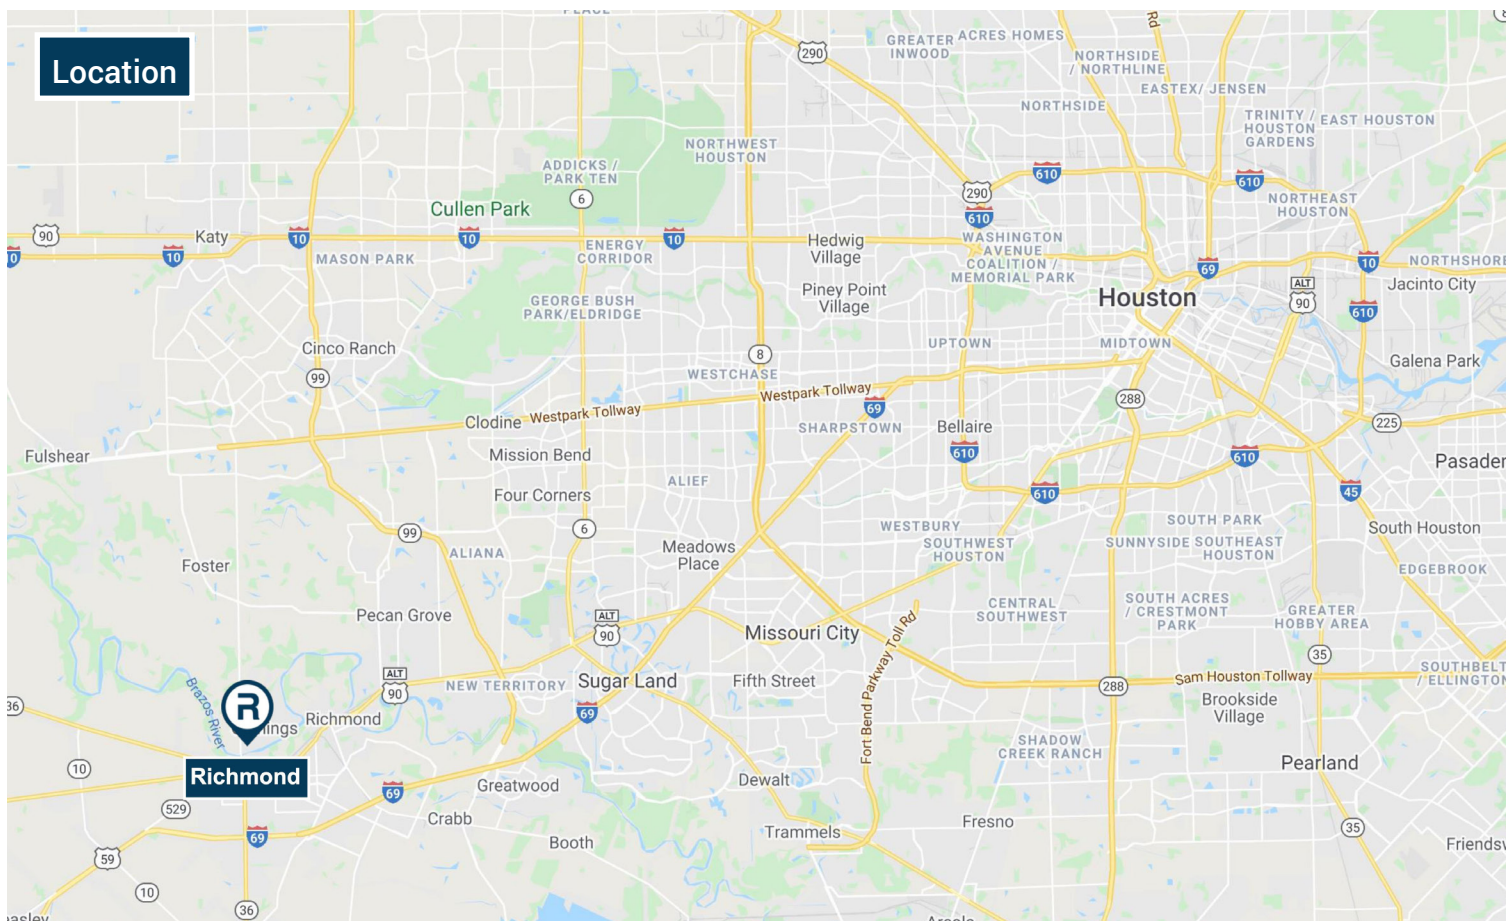 Location
PLACE
290
GREATER
INWOOD
ACRES HOMES
Rd
NORTHSIDE
/ NORTHLINE
EASTEX/ JENSEN
NORTHSIDE
TRINITY /
HOUSTON
GARDENS
EAST HOUSTON
NORTHWEST
HOUSTON
ADDICKS /
PARK TEN
6
610
610
290
610
NORTHEAST
HOUSTON
Cullen Park
90
Katy
10
10
10
10
10
MASON PARK
ENERGY
CORRIDOR
Hedwig
Village
WASHINGTON
AVENUE
COALITION /
MEMORIAL PARK
69
10
NORTHSHORE
Jacinto City
GEORGE BUSH
PARK/ELDRIDGE
Piney Point
Village
Houston
ALT
90
610
Cinco Ranch
8
UPTOWN
MIDTOWN
Galena Park
99
WESTCHASE
Westpark Tollway
Westpark Tollway
69
288
Clodine
SHARPSTOWN
Bellaire
225
Fulshear
Mission Bend
610
610
Pasader
Four Corners
ALIEF
610
45
99
6
WESTBURY
SOUTH PARK
South Houston
ALIANA
Meadows
Place
SOUTHWEST
HOUSTON
SUNNYSIDE
SOUTHEAST
HOUSTON
Foster
EDGEBROOK
Pecan Grove
ALT
90
Missouri City
CENTRAL
SOUTHWEST
SOUTH ACRES
/ CRESTMONT
PARK
GREATER
HOBBY AREA
35
Fort Bend Parkway Toll Rd
ALT
90
NEW TERRITORY
Sugar Land
Fifth Street
288
Sam Houston Tollway
SOUTHBELT
/ ELLINGTON
Brazos River
R
36
Richmond
69
Brookside
Village
SHADOW
CREEK RANCH
Pearland
10
Richmond
69
Greatwood
Dewalt
529
Crabb
Trammels
Fresno
35
69
Booth
Friendsw
59
10
36